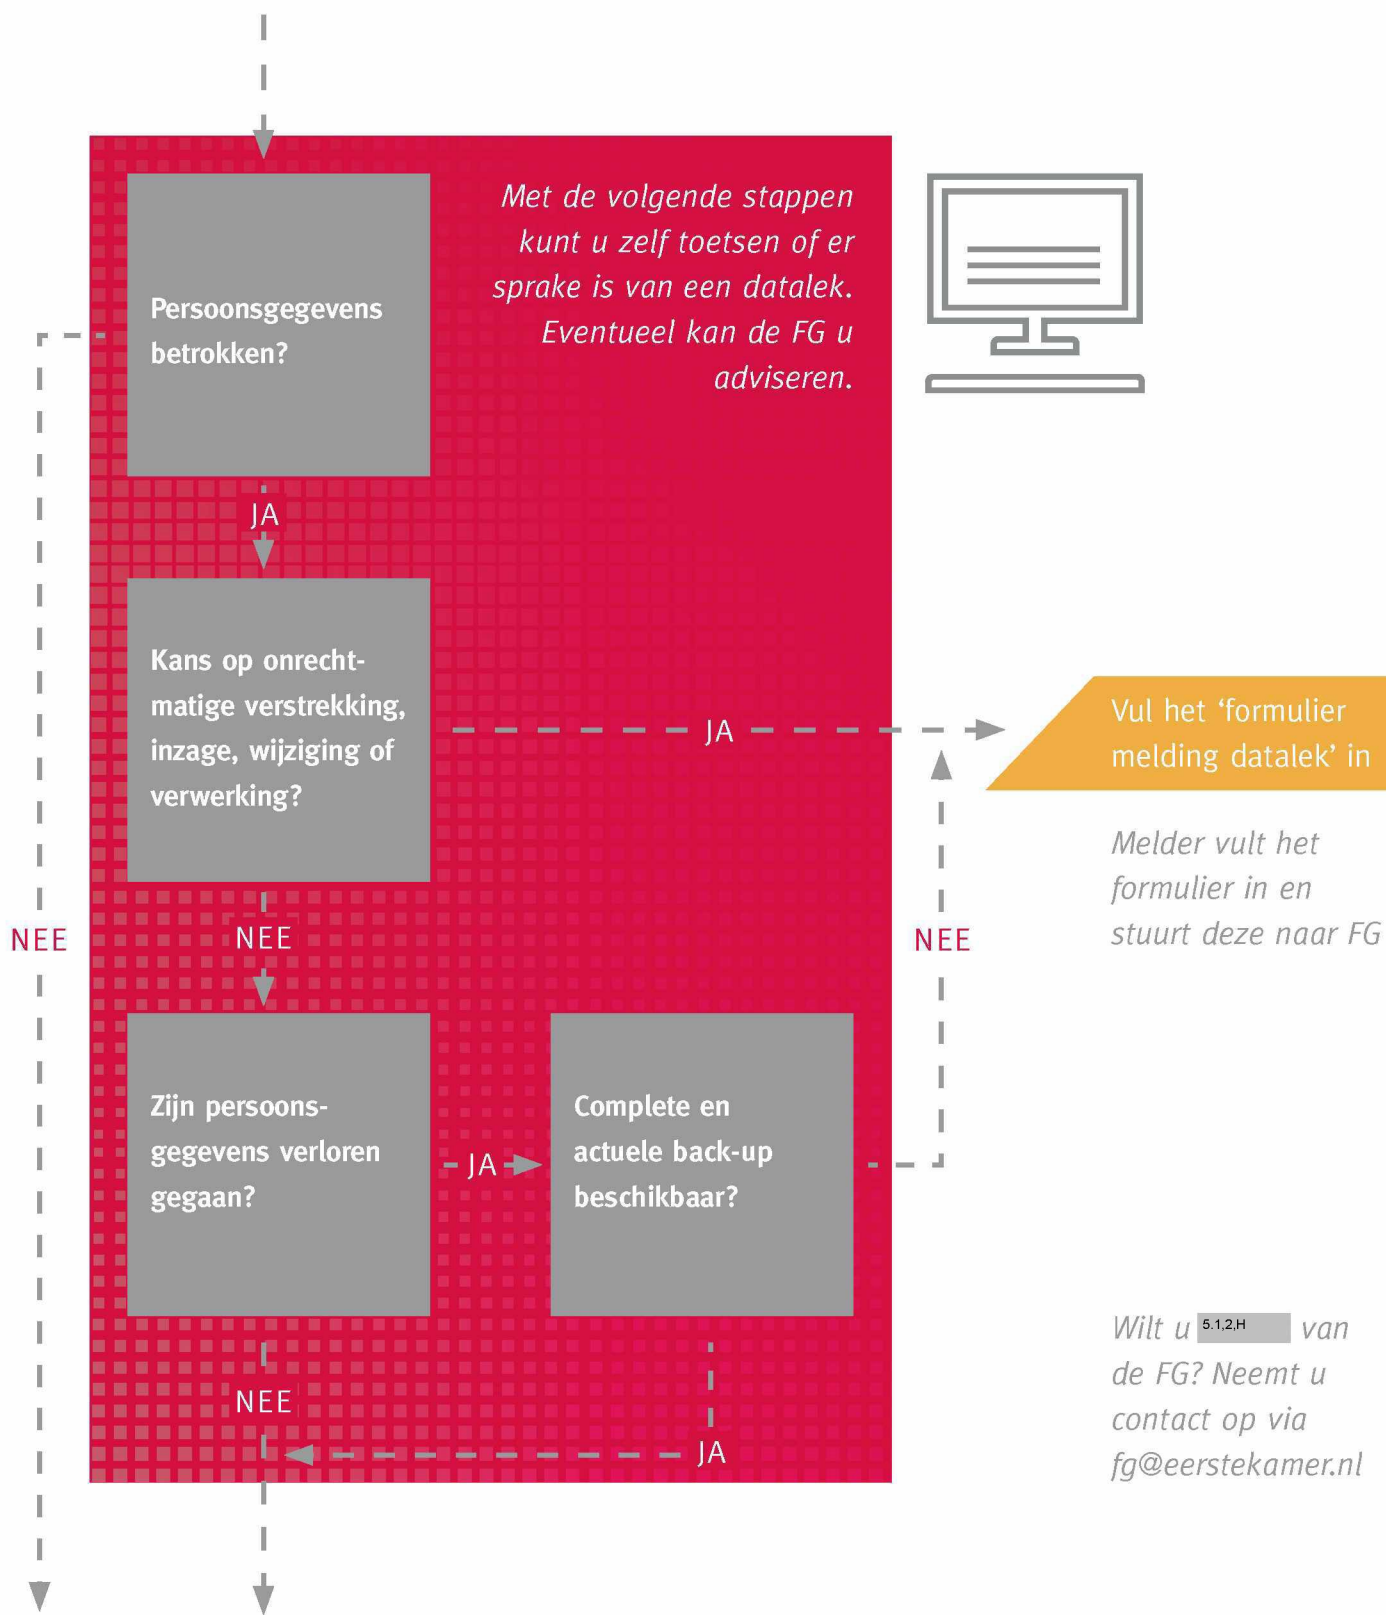 Met de volgende stappen
kunt u zelf toetsen of er
sprake is van een datalek.
Eventueel kan de FG u
adviseren.
Persoonsgegevens
betrokken?
JA
Kans op onrecht-
matige verstrekking,
inzage, wijziging of
verwerking?
JA
Vul het ‘formulier
melding datalek’ in
Melder vult het
formulier in en
stuurt deze naar FG
NEE
NEE
NEE
Zijn persoons-
gegevens verloren
gegaan?
JA
Complete en
actuele back-up
beschikbaar?
Wilt u 5.1,2,H van
de FG? Neemt u
contact op via
fg@eerstekamer.nl
NEE
JA